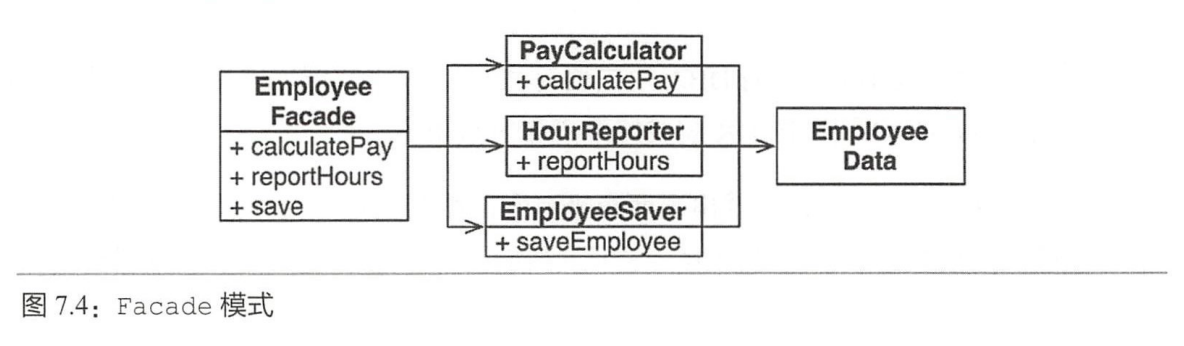 Employee
Facade
+ calculatePay
+ reportHours
+ save
PayCalculator
+ calculatePay
HourReporter
+ reportHours
EmployeeSaver
+ saveEmployee
Employee
Data
图 7.4：Facade 模式